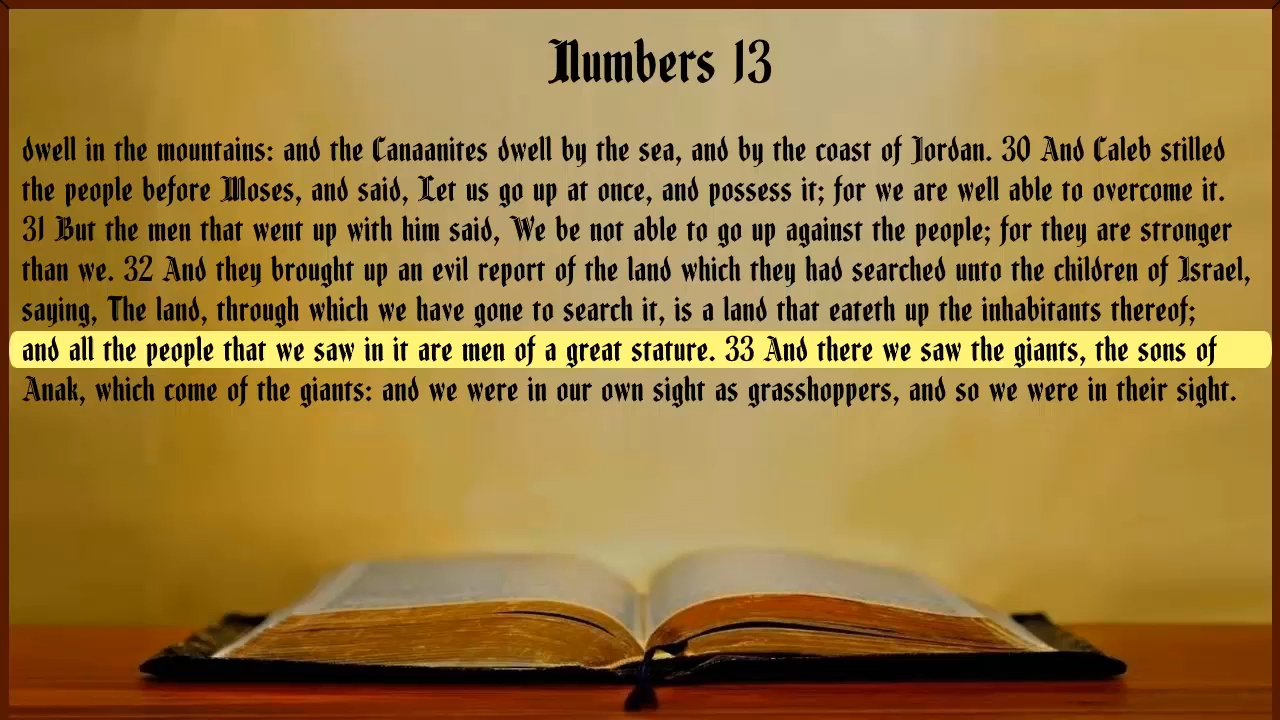 Numbers 13
dwell in the mountains: and the Canaanites dwell by the sea, and by the coast of Jordan. 30 And Caleb stilled
the people before Moses, and said, Let us go up at once, and possess it; for we are well able to overcome it.
31 But the men that went up with him said, We be not able to go up against the people; for they are stronger
than we. 32 And they brought up an evil report of the land which they had searched unto the children of Israel,
saying, The land, through which we have gone to search it, is a land that eateth up the inhabitants thereof;
and all the people that we saw in it are men of a great stature. 33 And there we saw the giants, the sons of
Anak, which come of the giants: and we were in our own sight as grasshoppers, and so we were in their sight.